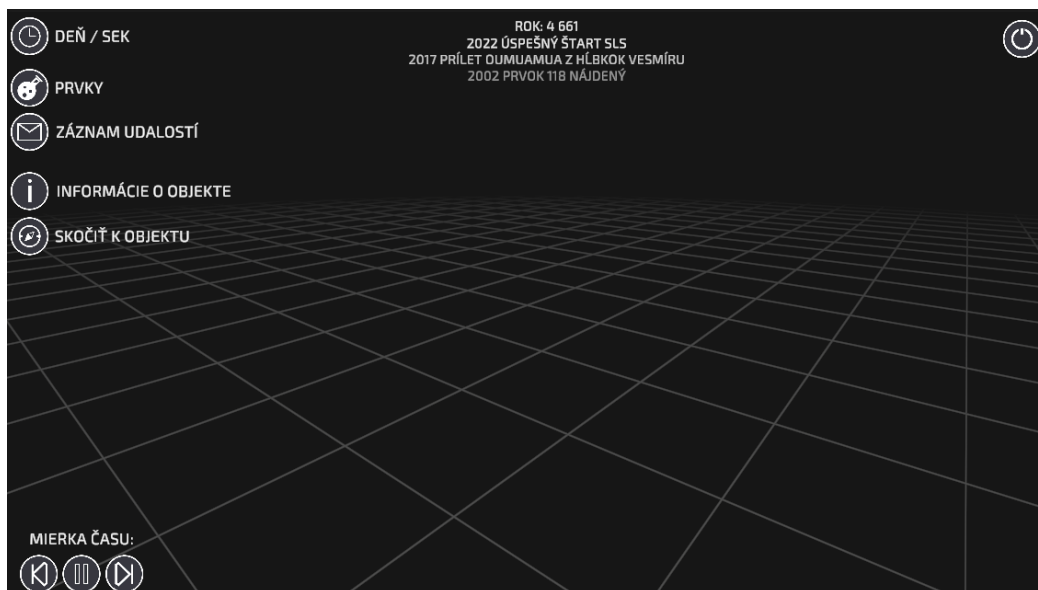 DEŇ / SEK
PRVKY
ZÁZNAM UDALOSTÍ
INFORMÁCIE O OBJEKTE
SKOČIŤ K OBJEKTU
ROK: 4 661
2022 ÚSPEŠNÝ ŠTART SLS
2017 PRÍLET OUMUAMUA Z HĹBKOK VESMÍRU
2002 PRVOK 118 NÁJDENÝ
MIERKA ČASU: